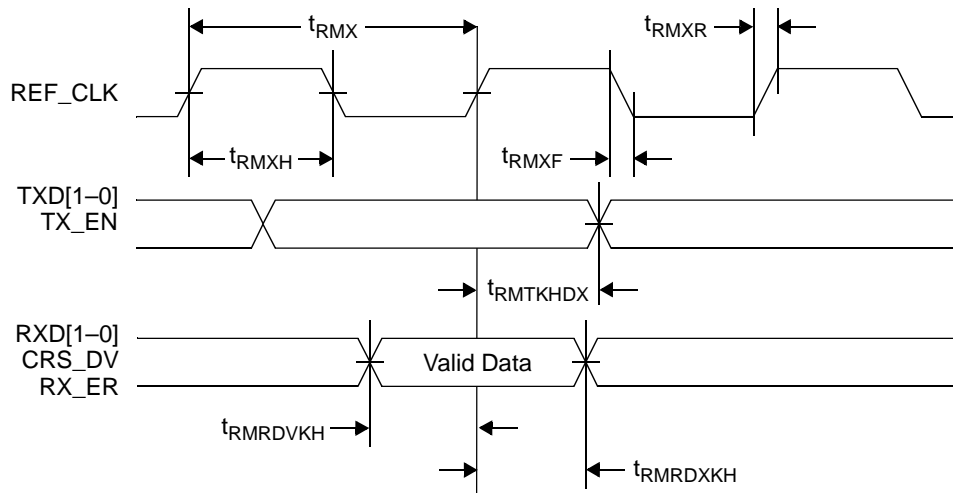 tRMX
tRMXR
REF_CLK
tRMXH
tRMXF
TXD[1–0]
TX_EN
tRMTKHDX
RXD[1–0]
CRS_DV
RX_ER
Valid Data
tRMRDVKH
tRMRDXKH